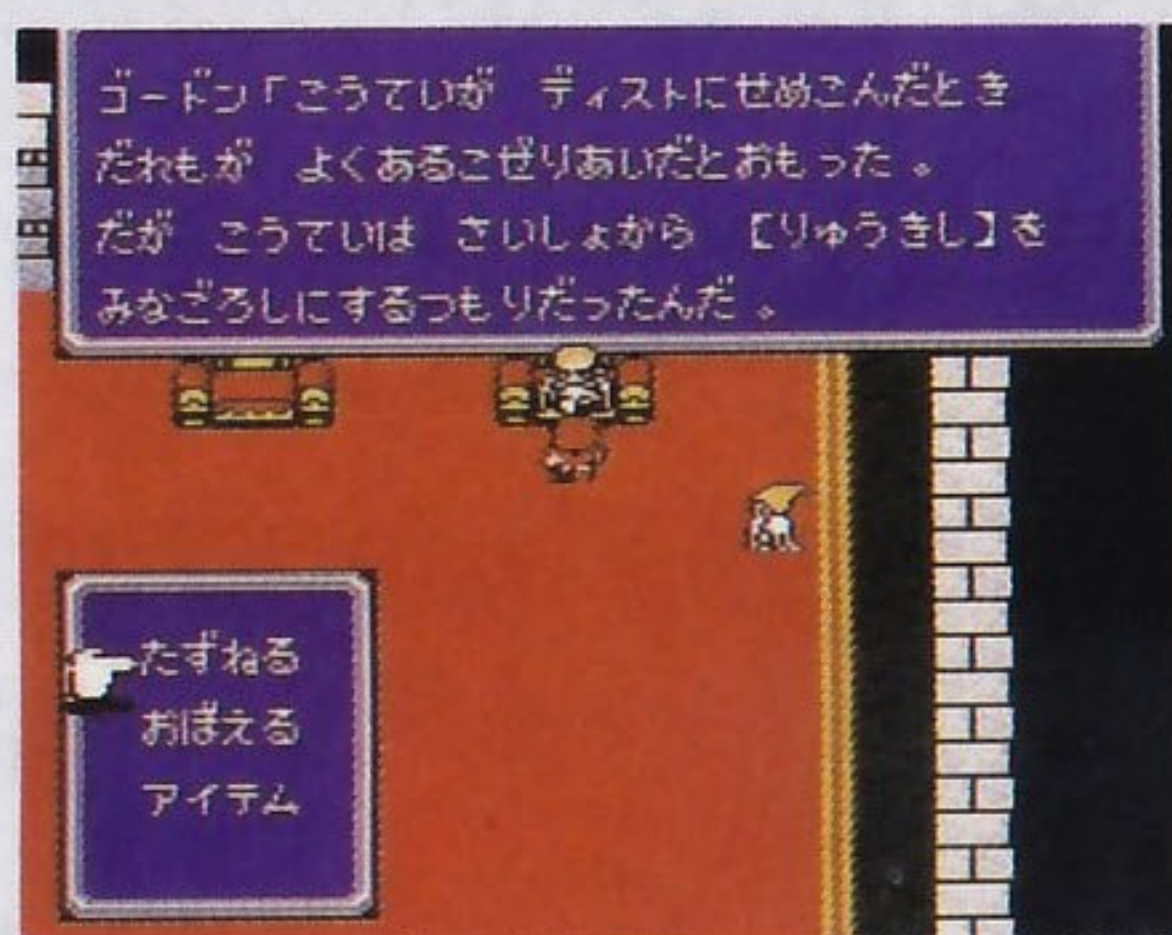 ゴードン「こうていが ディストにせめこんだとき
だれもが よくあるこぜりあいだとおもった。
だが こうていは さいしょから 【りゅうきし】を
みなごろしにするつもりだったんだ。
たずねる
おぼえる
アイテム